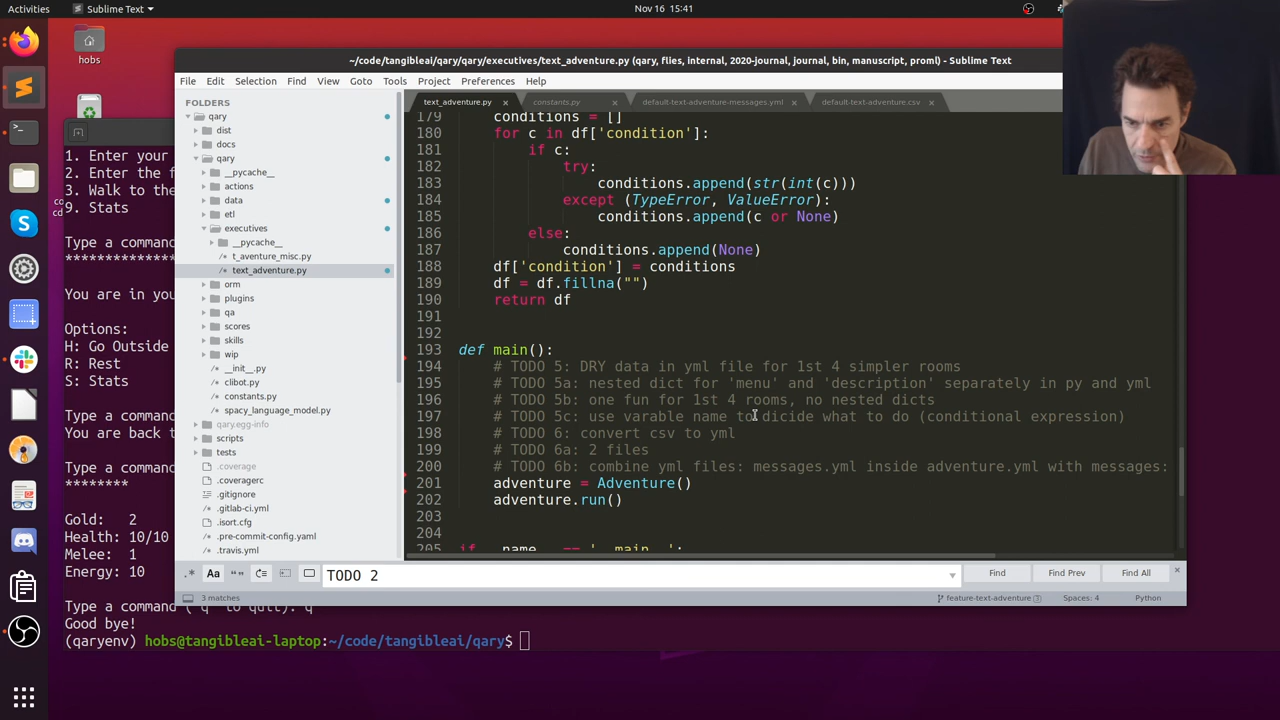 Activities
Sublime Text
Nov 16 15:41
hobs
~/code/tangibleai/qary/qary/executives/text_adventure.py (qary, flies, internal, 2020-journal, journal, bin, manuscript, proml) - Sublime Text
File Edit Selection Find View Goto Tools Project Preferences Help
FOLDERS
qary
dist
docs
qary
__pycache__
actions
data
etl
executives
__pycache__
t_aventure_misc.py
text_adventure.py
orm
plugins
qa
scores
skills
wip
__init__.py
clibot.py
constants.py
spacy_language_model.py
qary.egg-info
scripts
tests
.coverage
.coveragerc
.gitignore
.gitlab-ci.yml
.isort.cfg
.pre-commit-config.yaml
.travis.yml
text_adventure.py
constants.py
default-text-adventure-messages.yml
default-text-adventure.csv
179 conditions = []
180 for c in df['condition']:
181 if c:
182 try:
183 conditions.append(str(int(c)))
184 except (TypeError, ValueError):
185 conditions.append(c or None)
186 else:
187 conditions.append(None)
188 df['condition'] = conditions
189 df = df.fillna("")
190 return df
191
192
193 def main():
194 # TODO 5: DRY data in yml file for 1st 4 simpler rooms
195 # TODO 5a: nested dict for 'menu' and 'description' separately in py and yml
196 # TODO 5b: one fun for 1st 4 rooms, no nested dicts
197 # TODO 5c: use varable name to dicide what to do (conditional expression)
198 # TODO 6: convert csv to yml
199 # TODO 6a: 2 files
200 # TODO 6b: combine yml files: messages.yml inside adventure.yml with messages:
201 adventure = Adventure()
202 adventure.run()
203
204
205 if __name__ == '__main__':
.* Aa TODO 2 Find Find Prev Find All
3 matches
feature-text-adventure
Spaces: 4
Python
1. Enter your
2. Enter the f
3. Walk to the
9. Stats
Type a command
**************
You are in you
Options:
H: Go Outside
R: Rest
S: Stats
Type a command
You are back t
********
Gold: 2
Health: 10/10
Melee: 1
Energy: 10
Type a command ('q' to quit): q
Good bye!
(qaryenv) hobs@tangibleai-laptop:~/code/tangibleai/qary$